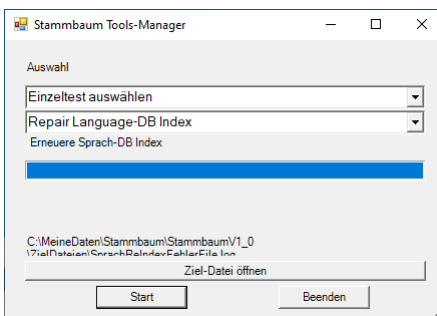 Stammbaum Tools-Manager
Auswahl
Einzeltest auswählen
Repair Language-DB Index
Erneuere Sprach-DB Index
C:\MeineDaten\Stammbaum\StammbaumV1_0
\ZielDateien\SprachReIndexFehlerFile.log
Ziel-Datei öffnen
Start
Beenden